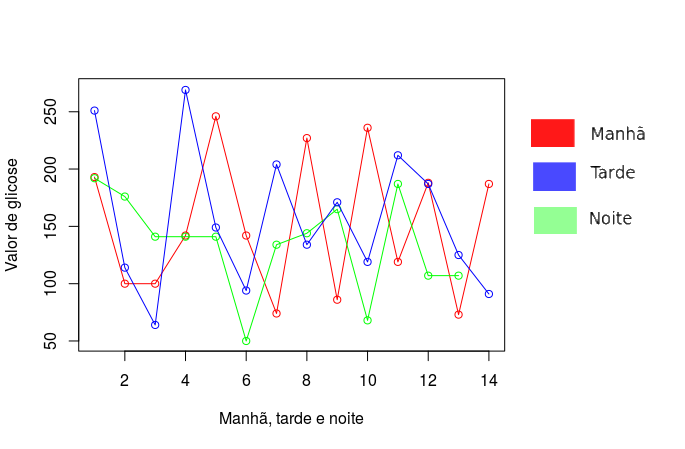 Valor de glicose
250
200
150
100
50
2 4 6 8 10 12 14
Manhã, tarde e noite
Manhã
Tarde
Noite